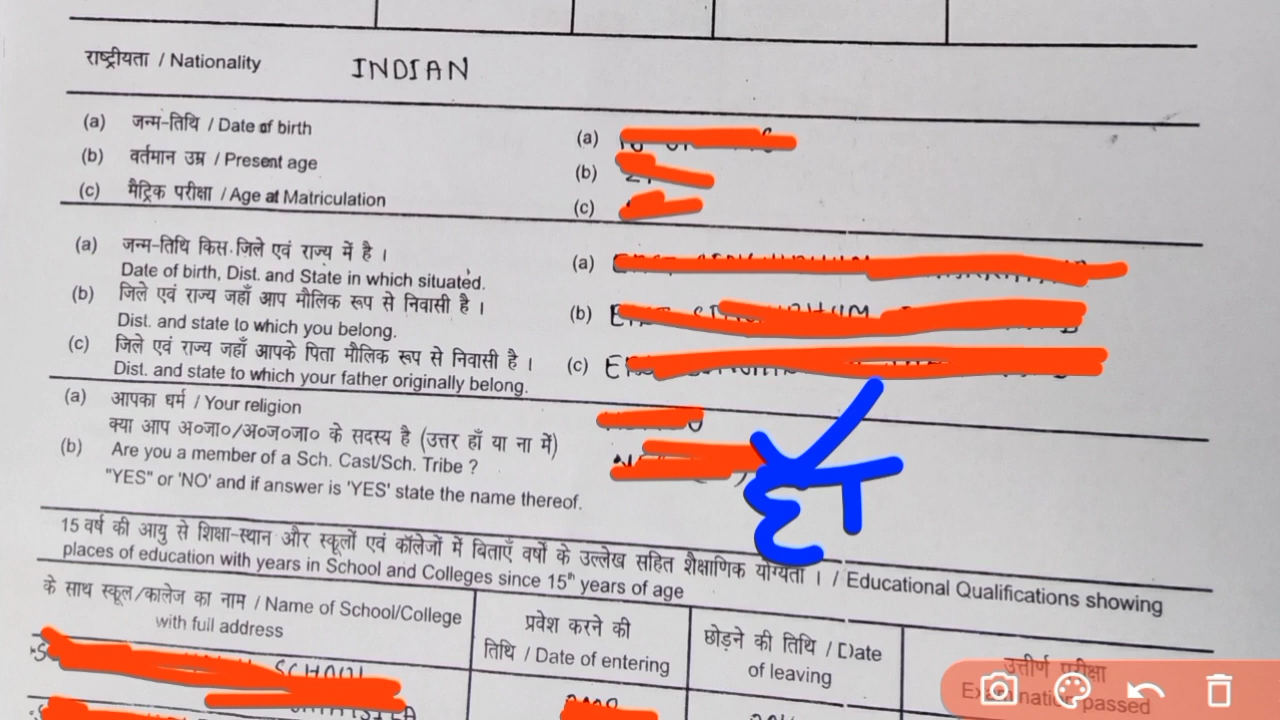 राष्ट्रीयता / Nationality INDIAN
(a) जन्म-तिथि / Date of birth (a)
(b) वर्तमान उम्र / Present age (b)
(c) मैट्रिक परीक्षा / Age at Matriculation (c)
(a) जन्म-तिथि किस जिले एवं राज्य में है । (a)
Date of birth, Dist. and State in which situated.
(b) जिले एवं राज्य जहाँ आप मौलिक रूप से निवासी है । (b)
Dist. and state to which you belong.
(c) जिले एवं राज्य जहाँ आपके पिता मौलिक रूप से निवासी है । (c)
Dist. and state to which your father originally belong.
(a) आपका धर्म / Your religion
क्या आप अ०जा०/अ०ज०जा० के सदस्य है (उत्तर हाँ या ना में)
(b) Are you a member of a Sch. Cast/Sch. Tribe ?
"YES" or 'NO' and if answer is 'YES' state the name thereof.
हाँ
15 वर्ष की आयु से शिक्षा-स्थान और स्कूलों एवं कॉलेजों में बिताएँ वर्षों के उल्लेख सहित शैक्षाणिक योग्यता । / Educational Qualifications showing
places of education with years in School and Colleges since 15th years of age
के साथ स्कूल/कालेज का नाम / Name of School/College
with full address
प्रवेश करने की
तिथि / Date of entering
छोड़ने की तिथि / Date
of leaving
उत्तीर्ण परीक्षा
Examination passed
SCHOOL